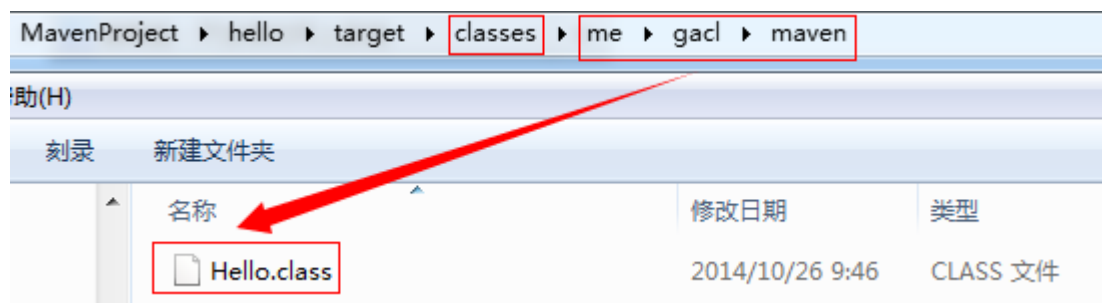 MavenProject ▸ hello ▸ target ▸ classes ▸ me ▸ gacl ▸ maven
助(H)
刻录 新建文件夹
名称 修改日期 类型
Hello.class 2014/10/26 9:46 CLASS 文件